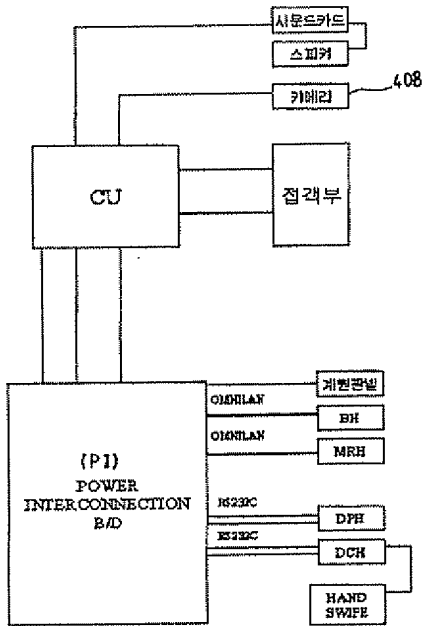 사운드카드
스피커
카메라
408
CU
접객부
계원판넬
OMNILAN
BH
OMNILAN
MRH
(PI)
POWER
INTERCONNECTION
B/D
RS232C
DPH
RS232C
DCH
HAND
SWIPE